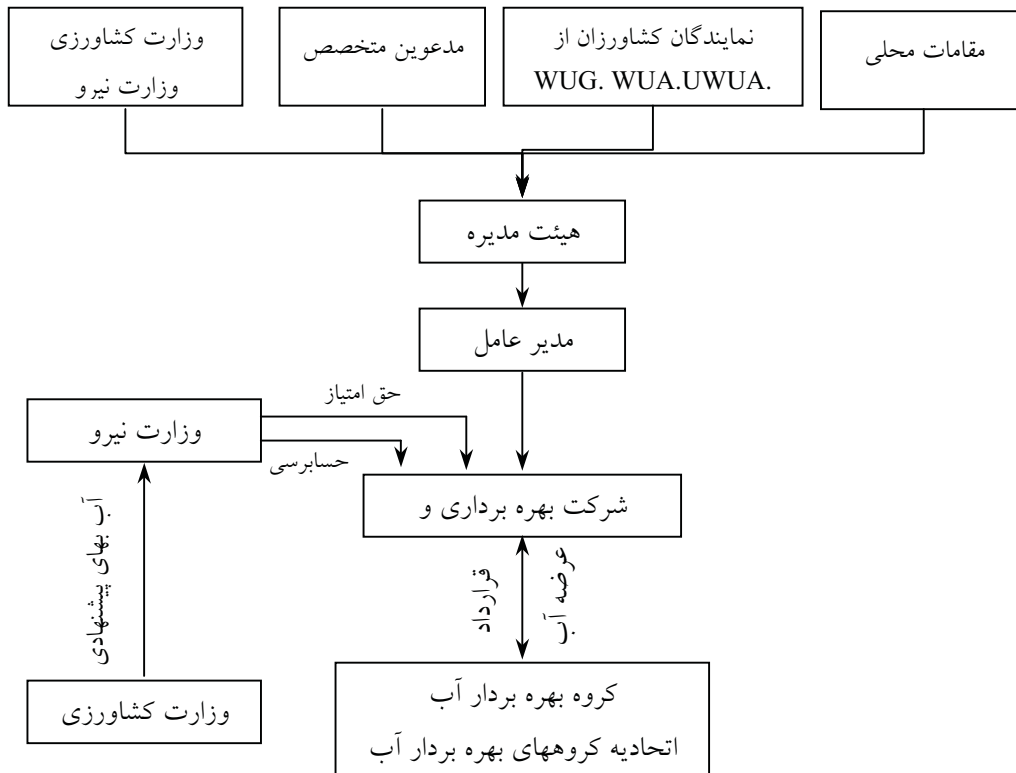 مقامات محلی
نمایندگان کشاورزان از
WUG. WUA.UWUA.
مدعوین متخصص
وزارت کشاورزی
وزارت نیرو
هیئت مدیره
مدیر عامل
حق امتیاز
وزارت نیرو
حسابرسی
شرکت بهره برداری و
آب بهای پیشنهادی
قرارداد
عرضه آب
وزارت کشاورزی
کروه بهره بردار آب
اتحادیه کروههای بهره بردار آب